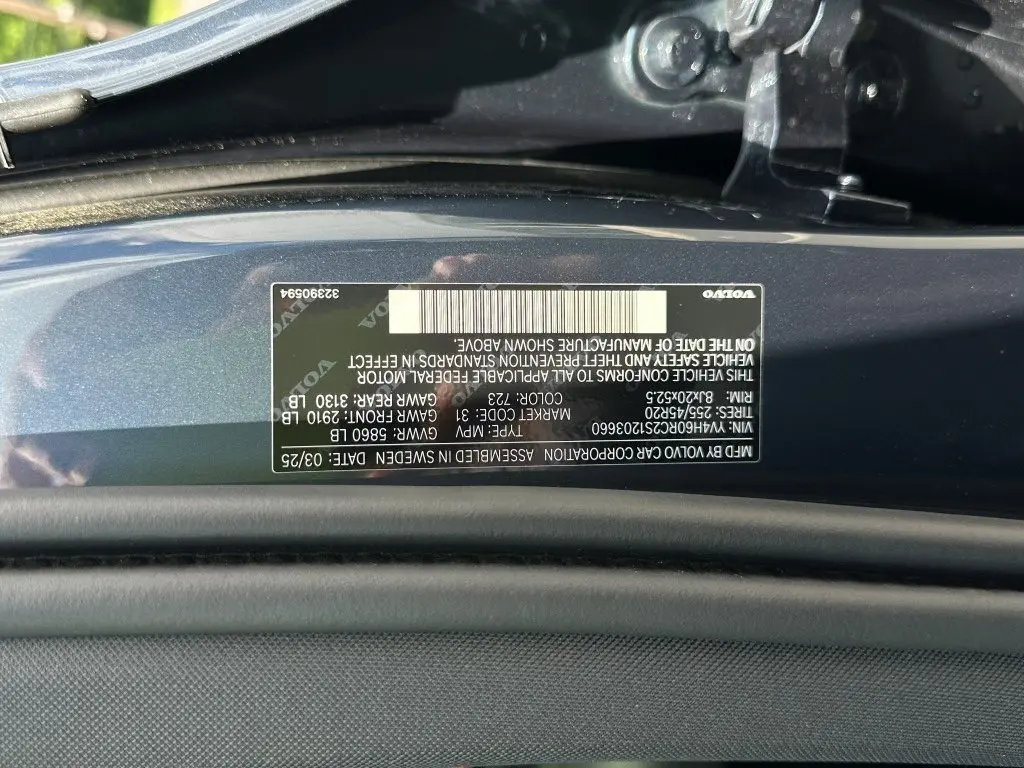 MFD BY VOLVO CAR CORPORATION ASSEMBLED IN SWEDEN DATE: 03/25
VIN: YV4H60RC2S1203660 TYPE: MPV GVWR: 5860 LB
TIRES: 255/45R20 MARKET CODE: 31 GAWR FRONT: 2910 LB
RIM: 8Jx20x52.5 COLOR: 723 GAWR REAR: 3130 LB
THIS VEHICLE CONFORMS TO ALL APPLICABLE FEDERAL MOTOR
VEHICLE SAFETY AND THEFT PREVENTION STANDARDS IN EFFECT
ON THE DATE OF MANUFACTURE SHOWN ABOVE.
VOLVO 32390594